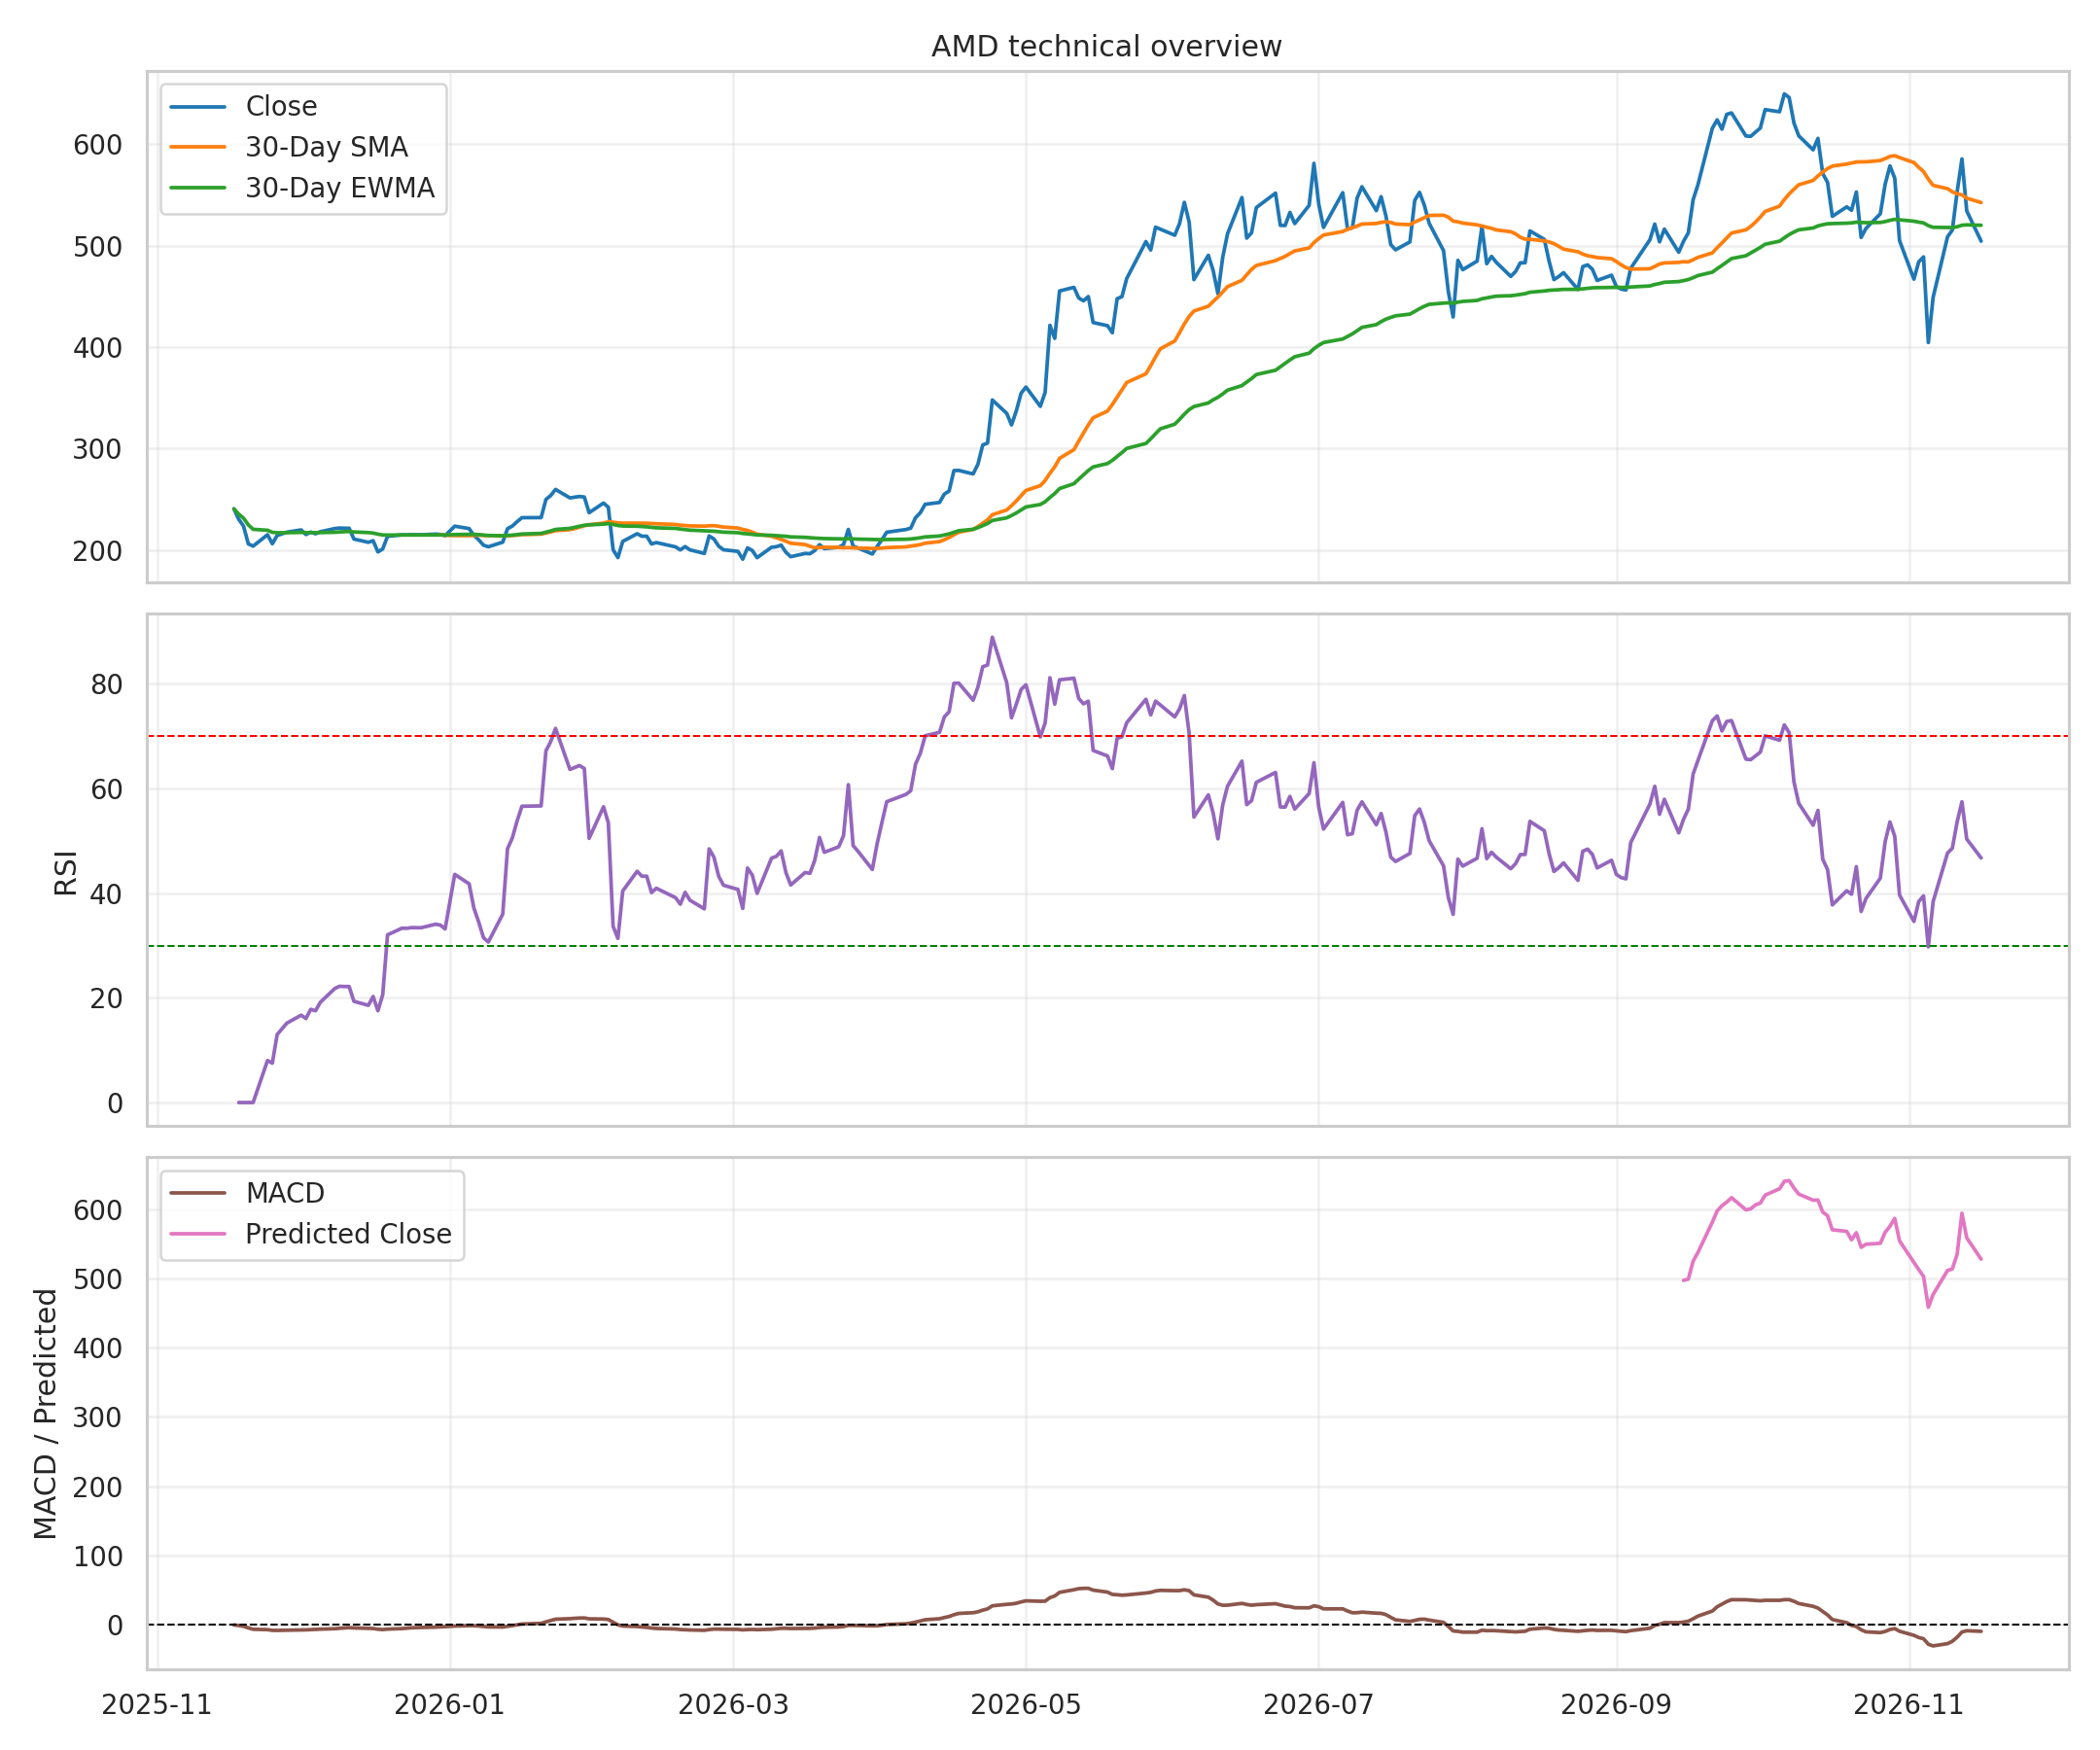 AMD technical overview
Close
30-Day SMA
30-Day EWMA
600
500
400
300
200
RSI
80
60
40
20
0
MACD
Predicted Close
MACD / Predicted
600
500
400
300
200
100
0
2025-11 2026-01 2026-03 2026-05 2026-07 2026-09 2026-11